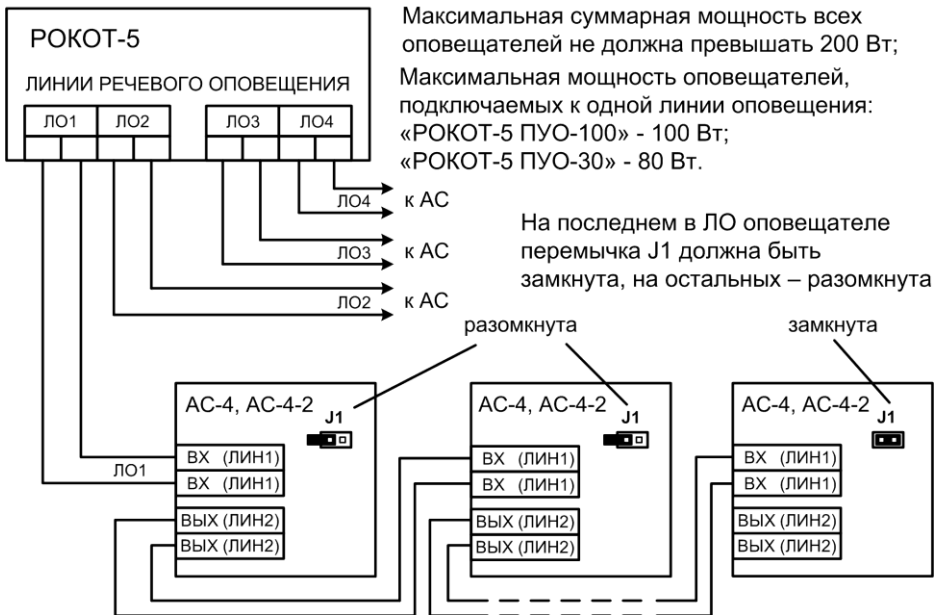 РОКОТ-5
ЛИНИИ РЕЧЕВОГО ОПОВЕЩЕНИЯ
ЛО1 ЛО2 ЛО3 ЛО4
Максимальная суммарная мощность всех
оповещателей не должна превышать 200 Вт;
Максимальная мощность оповещателей,
подключаемых к одной линии оповещения:
«РОКОТ-5 ПУО-100» - 100 Вт;
«РОКОТ-5 ПУО-30» - 80 Вт.
ЛО4 к АС
ЛО3 к АС
ЛО2 к АС
На последнем в ЛО оповещателе
перемычка J1 должна быть
замкнута, на остальных – разомкнута
разомкнута
замкнута
ЛО1
АС-4, АС-4-2
J1
ВХ (ЛИН1)
ВХ (ЛИН1)
ВЫХ (ЛИН2)
ВЫХ (ЛИН2)
АС-4, АС-4-2
J1
ВХ (ЛИН1)
ВХ (ЛИН1)
ВЫХ (ЛИН2)
ВЫХ (ЛИН2)
АС-4, АС-4-2
J1
ВХ (ЛИН1)
ВХ (ЛИН1)
ВЫХ (ЛИН2)
ВЫХ (ЛИН2)